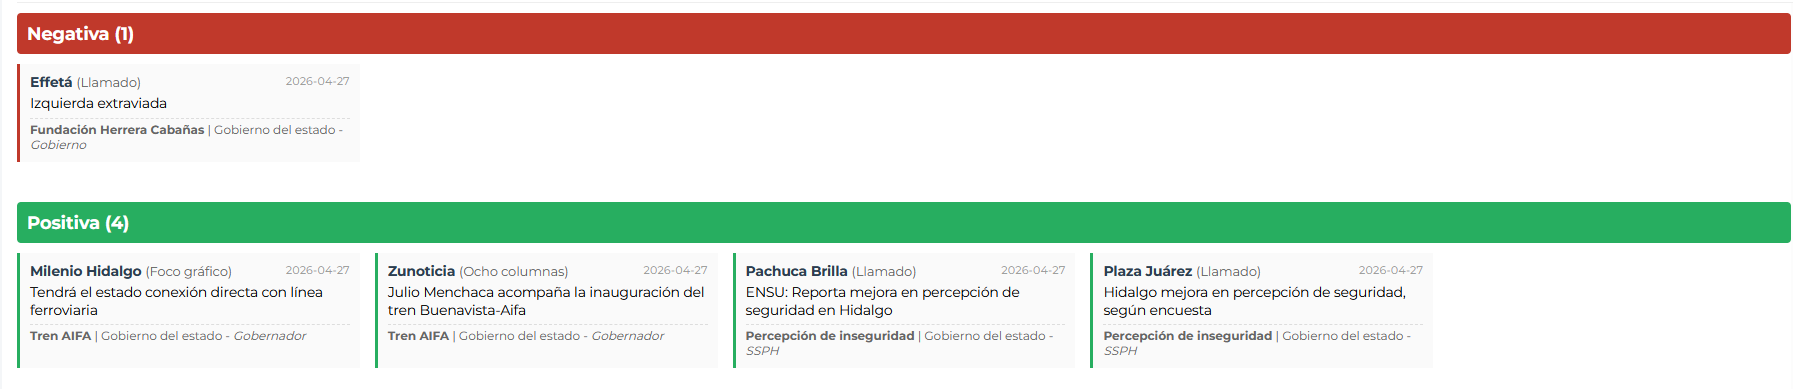 Negativa (1)
Effetá (Llamado) 2026-04-27
Izquierda extraviada
Fundación Herrera Cabañas | Gobierno del estado -
Gobierno
Positiva (4)
Milenio Hidalgo (Foco gráfico) 2026-04-27
Tendrá el estado conexión directa con línea
ferroviaria
Tren AIFA | Gobierno del estado - Gobernador
Zunoticia (Ocho columnas) 2026-04-27
Julio Menchaca acompaña la inauguración del
tren Buenavista-Aifa
Tren AIFA | Gobierno del estado - Gobernador
Pachuca Brilla (Llamado) 2026-04-27
ENSU: Reporta mejora en percepción de
seguridad en Hidalgo
Percepción de inseguridad | Gobierno del estado -
SSPH
Plaza Juárez (Llamado) 2026-04-27
Hidalgo mejora en percepción de seguridad,
según encuesta
Percepción de inseguridad | Gobierno del estado -
SSPH